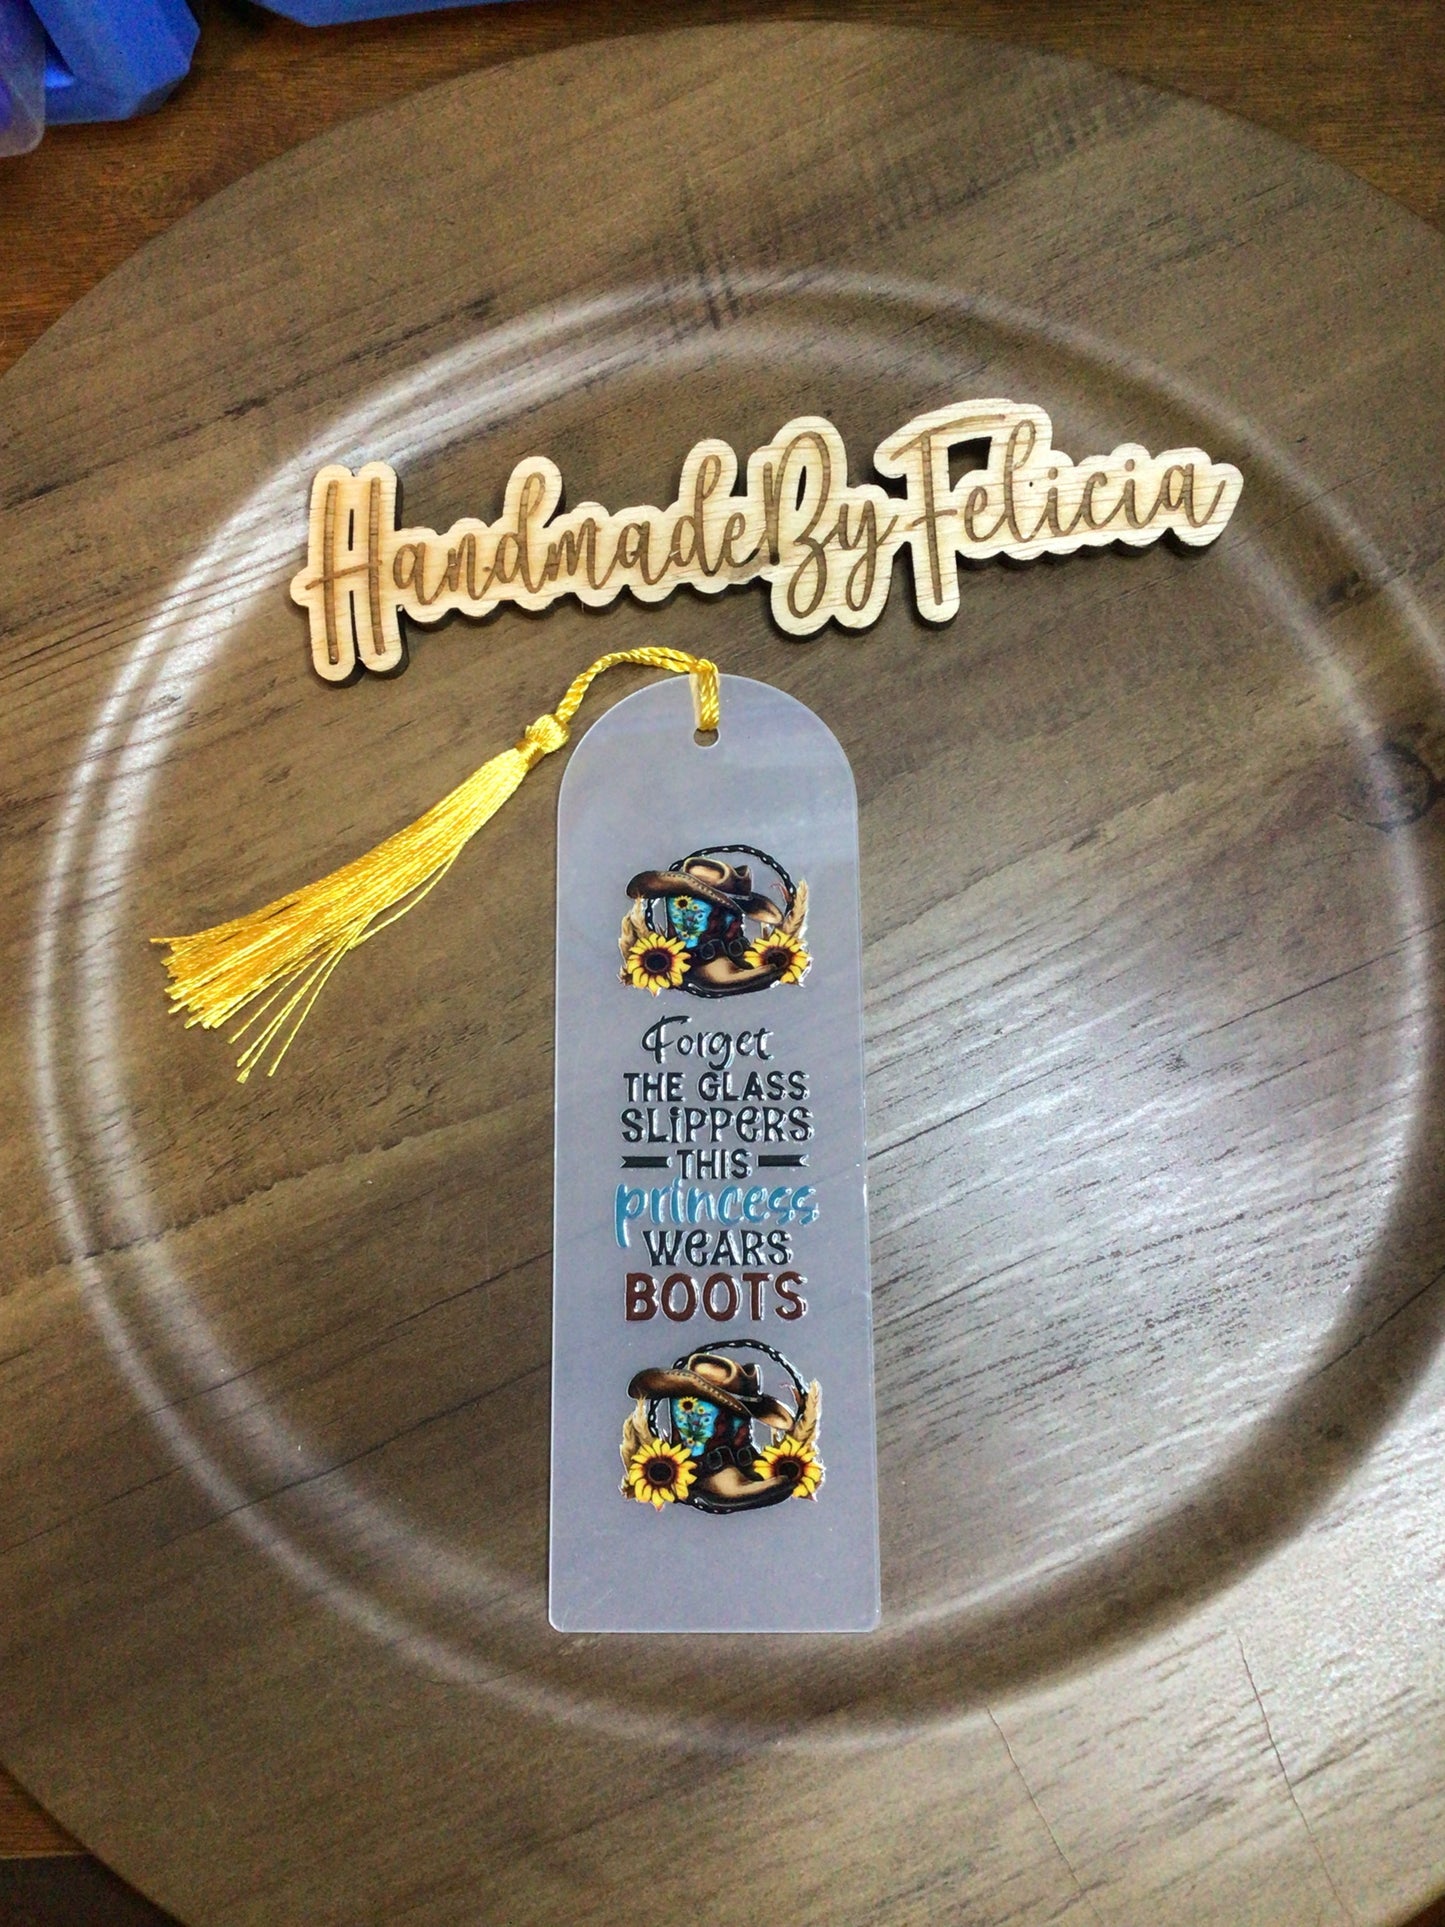 HandmadeByFelicia
Forget
THE GLASS
SLiPPeRS
THIS
princess
WeARS
BOOTS